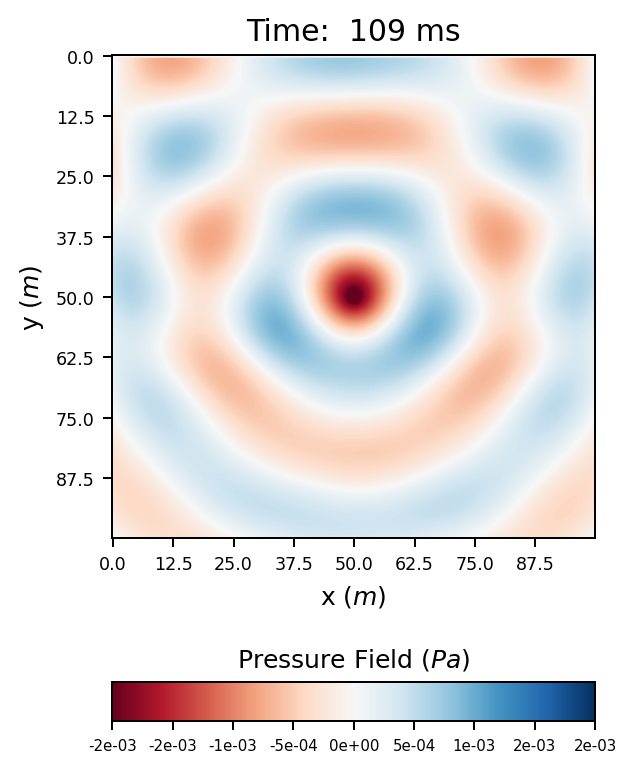 Time:  109 ms
0.0
12.5
25.0
37.5
50.0
62.5
75.0
87.5
y (m)
0.0 12.5 25.0 37.5 50.0 62.5 75.0 87.5
x (m)
Pressure Field (Pa)
-2e-03 -2e-03 -1e-03 -5e-04 0e+00 5e-04 1e-03 2e-03 2e-03